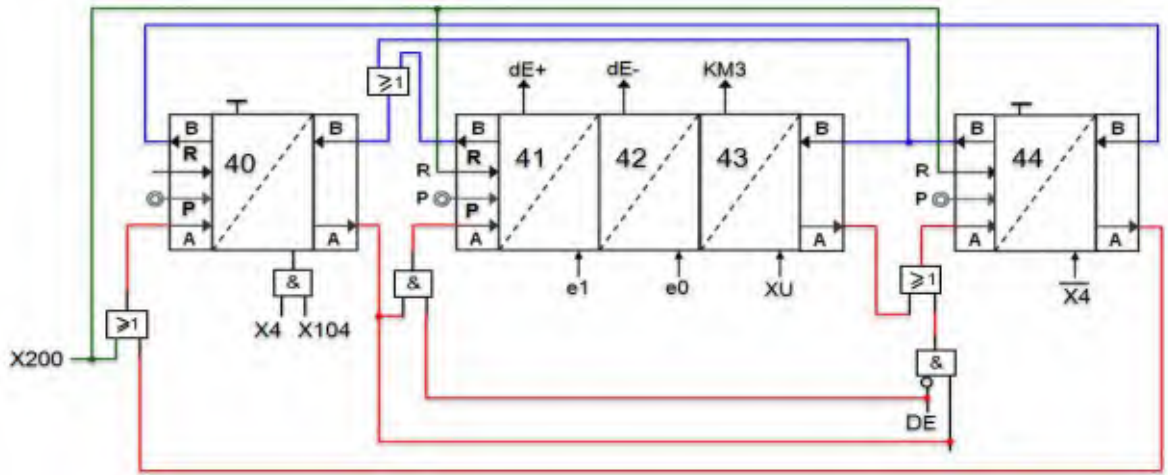 dE+ dE- KM3
≥1
B B B B B B
40 41 42 43 44
R R R R
P P
P P
A A A A A A
& & ≥1
e1 e0 XU X4
X4 X104
≥1
X200
&
DE